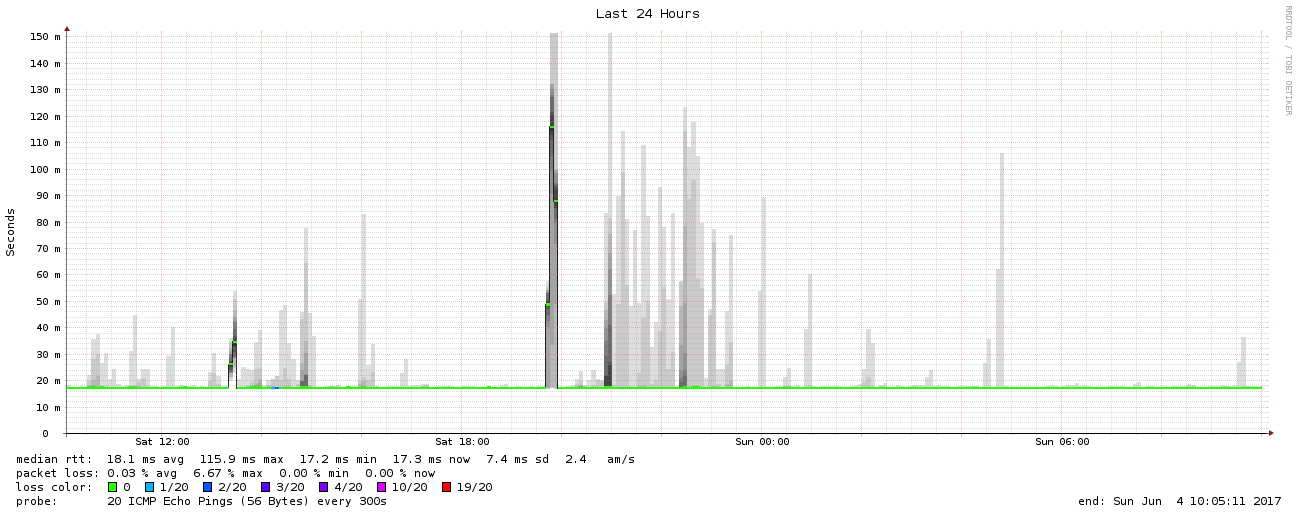 Last 24 Hours
RRDTOOL / TOBI OETIKER
Seconds
150 m
140 m
130 m
120 m
110 m
100 m
90 m
80 m
70 m
60 m
50 m
40 m
30 m
20 m
10 m
0
Sat 12:00 Sat 18:00 Sun 00:00 Sun 06:00
median rtt: 18.1 ms avg 115.9 ms max 17.2 ms min 17.3 ms now 7.4 ms sd 2.4 am/s
packet loss: 0.03 % avg 6.67 % max 0.00 % min 0.00 % now
loss color: 0 1/20 2/20 3/20 4/20 10/20 19/20
probe: 20 ICMP Echo Pings (56 Bytes) every 300s end: Sun Jun 4 10:05:11 2017